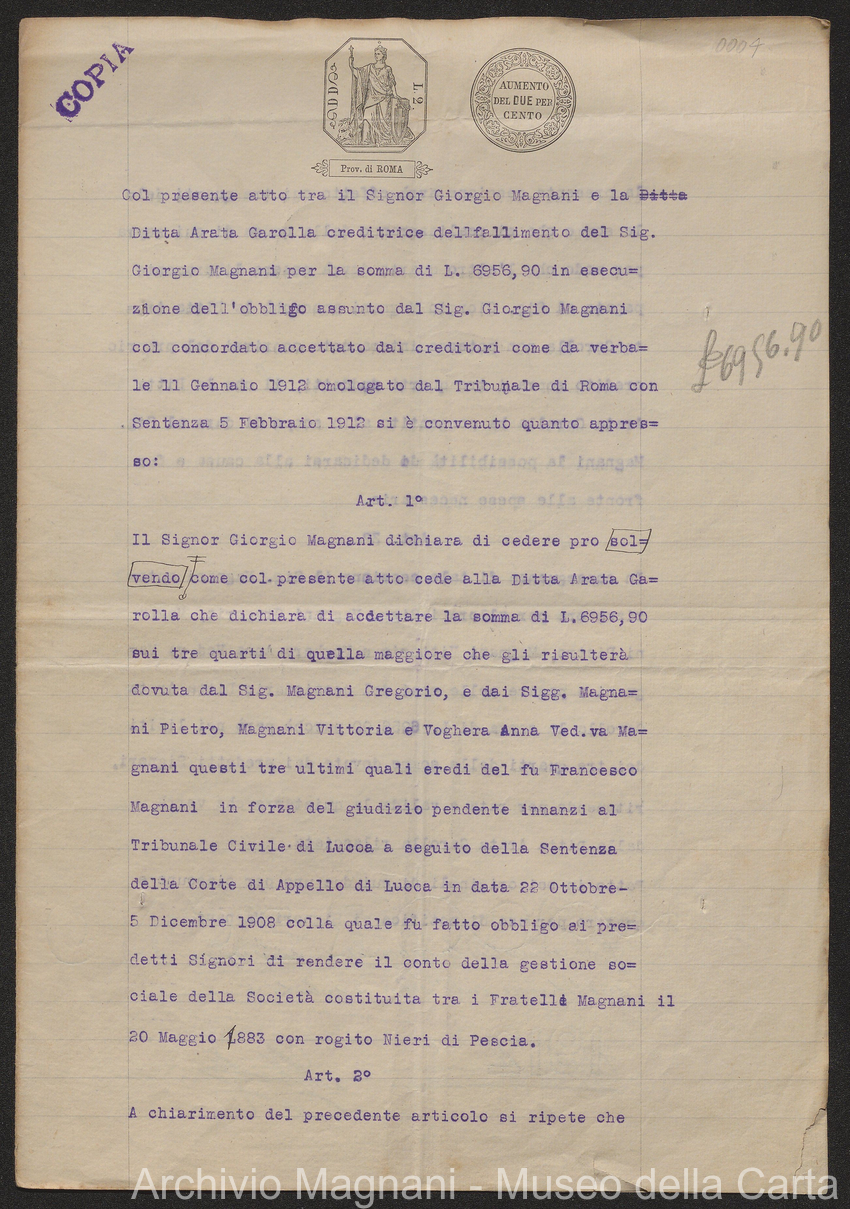 COPIA
0004
L. 2.
AUMENTO
DEL DUE PER
CENTO
Prov. di ROMA
Col presente atto tra il Signor Giorgio Magnani e la Ditta
Ditta Arata Garolla creditrice dellfallimento del Sig.
Giorgio Magnani per la somma di L. 6956,90 in esecu=
zione dell'obbligo assunto dal Sig. Giorgio Magnani
col concordato accettato dai creditori come da verba=
le 11 Gennaio 1912 omologato dal Tribunale di Roma con
Sentenza 5 Febbraio 1912 si è convenuto quanto appres=
so:
£6956.90
Art. 1°
Il Signor Giorgio Magnani dichiara di cedere pro sol=
vendo come col presente atto cede alla Ditta Arata Ga=
rolla che dichiara di accettare la somma di L.6956,90
sui tre quarti di quella maggiore che gli risulterà
dovuta dal Sig. Magnani Gregorio, e dai Sigg. Magna=
ni Pietro, Magnani Vittoria e Voghera Anna Ved.va Ma=
gnani questi tre ultimi quali eredi del fu Francesco
Magnani in forza del giudizio pendente innanzi al
Tribunale Civile di Lucca a seguito della Sentenza
della Corte di Appello di Lucca in data 22 Ottobre-
5 Dicembre 1908 colla quale fu fatto obbligo ai pre=
detti Signori di rendere il conto della gestione so=
ciale della Società costituita tra i Fratelli Magnani il
20 Maggio 1883 con rogito Nieri di Pescia.
Art. 2°
A chiarimento del precedente articolo si ripete che
Archivio Magnani - Museo della Carta